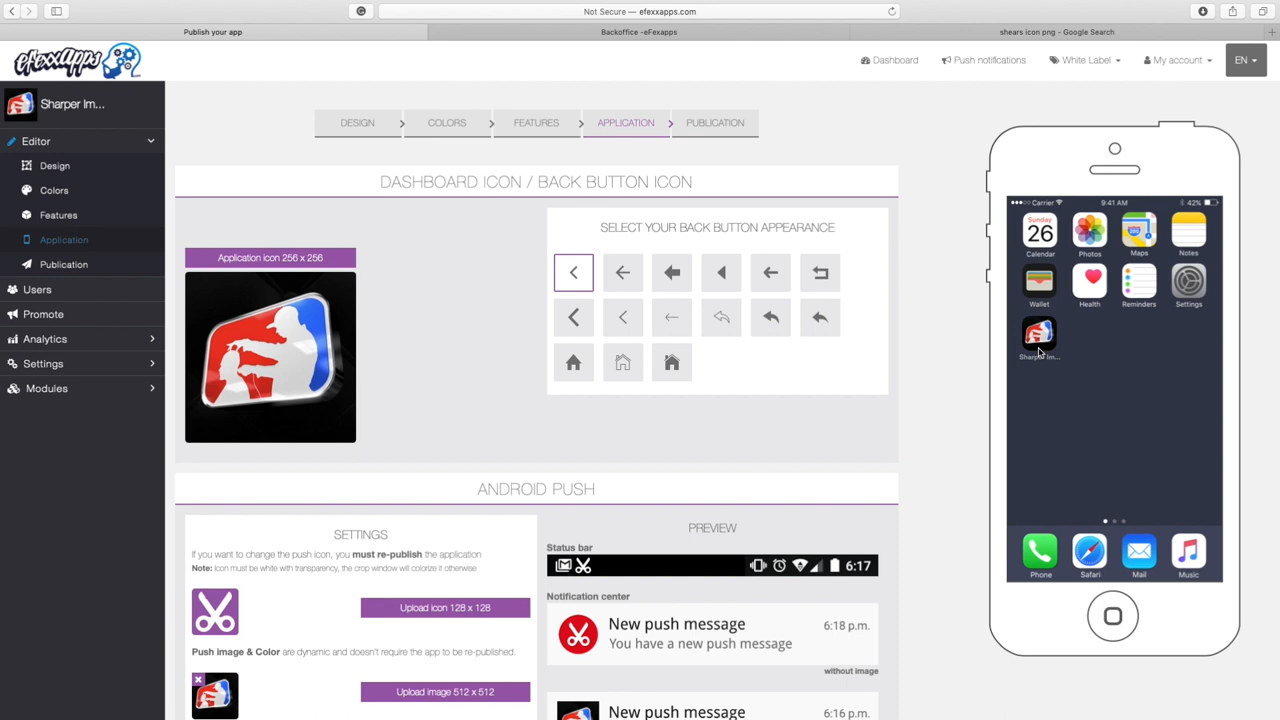 Not Secure — efexxapps.com
Publish your app
Backoffice -eFexapps
shears icon png - Google Search
eFexxApps
Dashboard
Push notifications
White Label
My account
EN
Sharper Im...
Editor
Design
Colors
Features
Application
Publication
Users
Promote
Analytics
Settings
Modules
DESIGN
COLORS
FEATURES
APPLICATION
PUBLICATION
DASHBOARD ICON / BACK BUTTON ICON
Application icon 256 x 256
SELECT YOUR BACK BUTTON APPEARANCE
ANDROID PUSH
SETTINGS
If you want to change the push icon, you must re-publish the application
Note: Icon must be white with transparency, the crop window will colorize it otherwise
Upload icon 128 x 128
Push image & Color are dynamic and doesn't require the app to be re-published.
Upload image 512 x 512
PREVIEW
Status bar
6:17
Notification center
New push message
6:18 p.m.
You have a new push message
without image
New push message
6:16 p.m.
Carrier
9:41 AM
42%
Sunday
26
Calendar
Photos
Maps
Notes
Wallet
Health
Reminders
Settings
Sharper Im...
Phone
Safari
Mail
Music